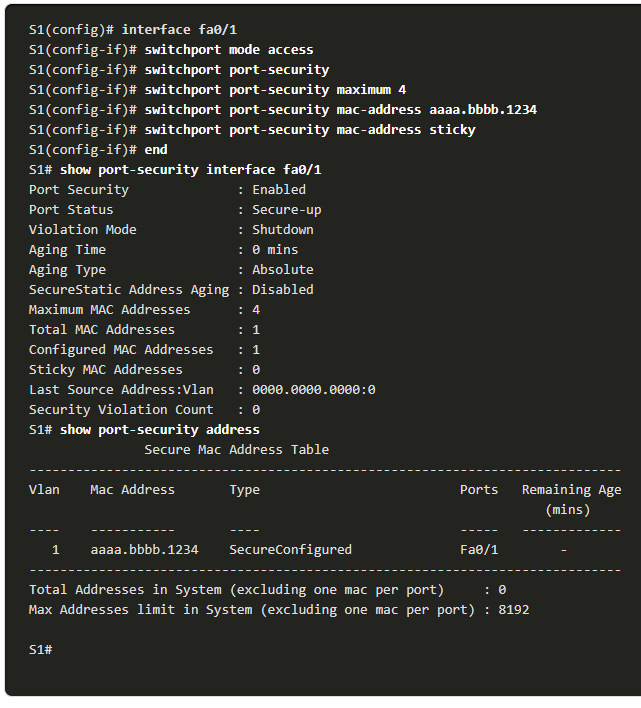 S1(config)# interface fa0/1
S1(config-if)# switchport mode access
S1(config-if)# switchport port-security
S1(config-if)# switchport port-security maximum 4
S1(config-if)# switchport port-security mac-address aaaa.bbbb.1234
S1(config-if)# switchport port-security mac-address sticky
S1(config-if)# end
S1# show port-security interface fa0/1
Port Security              : Enabled
Port Status                : Secure-up
Violation Mode             : Shutdown
Aging Time                 : 0 mins
Aging Type                 : Absolute
SecureStatic Address Aging : Disabled
Maximum MAC Addresses      : 4
Total MAC Addresses        : 1
Configured MAC Addresses   : 1
Sticky MAC Addresses       : 0
Last Source Address:Vlan   : 0000.0000.0000:0
Security Violation Count   : 0
S1# show port-security address
               Secure Mac Address Table
-----------------------------------------------------------------------------
Vlan    Mac Address       Type                          Ports   Remaining Age
                                                                   (mins)
----    -----------       ----                          -----   -------------
   1    aaaa.bbbb.1234    SecureConfigured              Fa0/1      -
-----------------------------------------------------------------------------
Total Addresses in System (excluding one mac per port)     : 0
Max Addresses limit in System (excluding one mac per port) : 8192
S1#